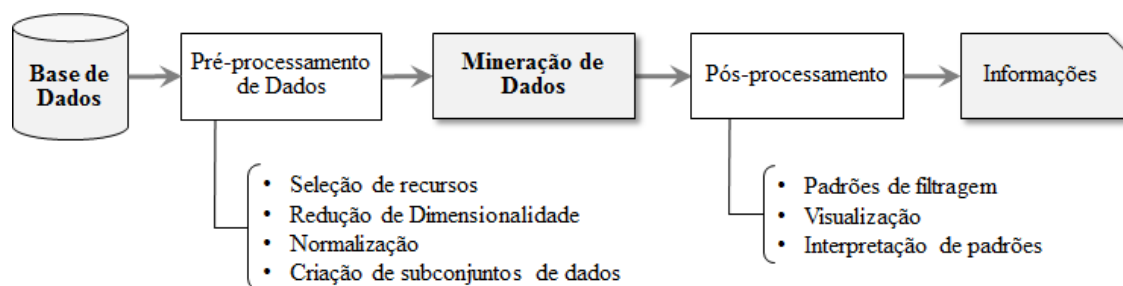 Base de
Dados
Pré-processamento
de Dados
Mineração de
Dados
Pós-processamento
Informações
• Seleção de recursos
• Redução de Dimensionalidade
• Normalização
• Criação de subconjuntos de dados
• Padrões de filtragem
• Visualização
• Interpretação de padrões